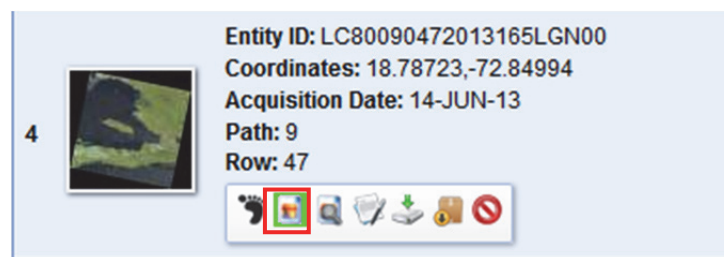 Entity ID: LC80090472013165LGN00
Coordinates: 18.78723,-72.84994
Acquisition Date: 14-JUN-13
4
Path: 9
Row: 47